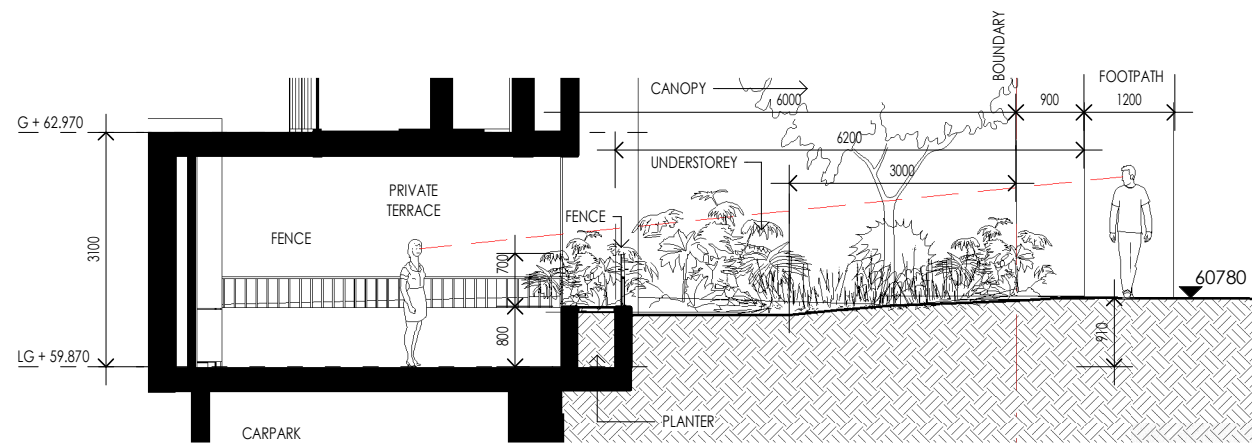 BOUNDARY
CANOPY
FOOTPATH
6000
900
1200
G + 62.970
6200
UNDERSTOREY
3000
PRIVATE
TERRACE
FENCE
FENCE
3100
700
60780
800
910
LG + 59.870
PLANTER
CARPARK